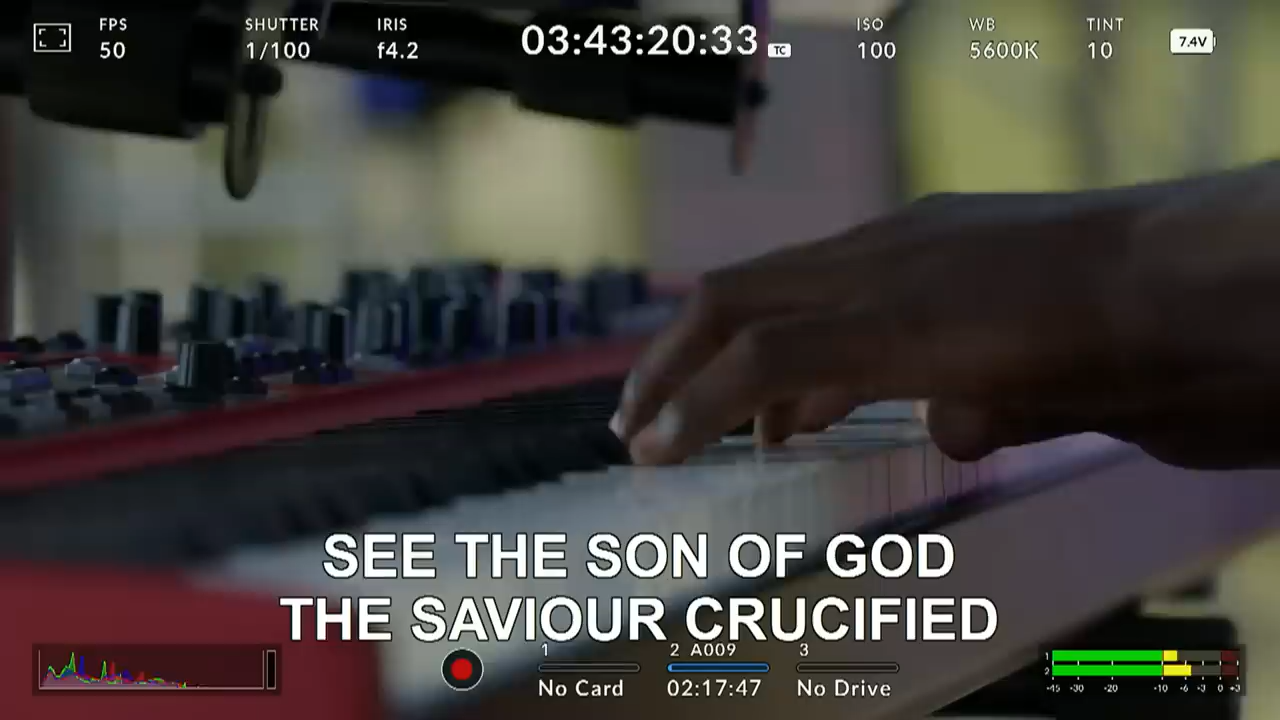 FPS SHUTTER IRIS 03:43:20:33 TC ISO WB TINT 7.4V
50 1/100 f4.2 100 5600K 10
SEE THE SON OF GOD
THE SAVIOUR CRUCIFIED
1 2 A009 3
No Card 02:17:47 No Drive
1
2
-45 -30 -20 -10 -6 -3 0 +3